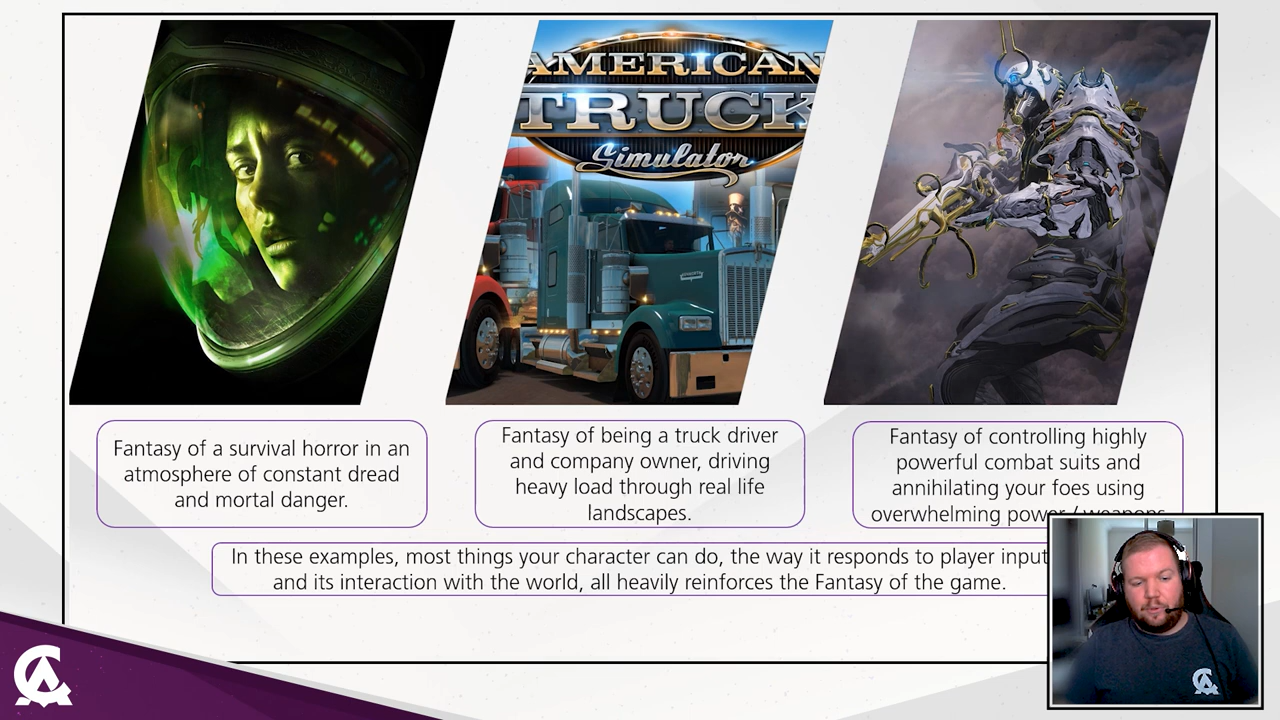 AMERICAN
TRUCK
Simulator
Fantasy of a survival horror in an
atmosphere of constant dread
and mortal danger.
Fantasy of being a truck driver
and company owner, driving
heavy load through real life
landscapes.
Fantasy of controlling highly
powerful combat suits and
annihilating your foes using
overwhelming power / weapons.
In these examples, most things your character can do, the way it responds to player input
and its interaction with the world, all heavily reinforces the Fantasy of the game.